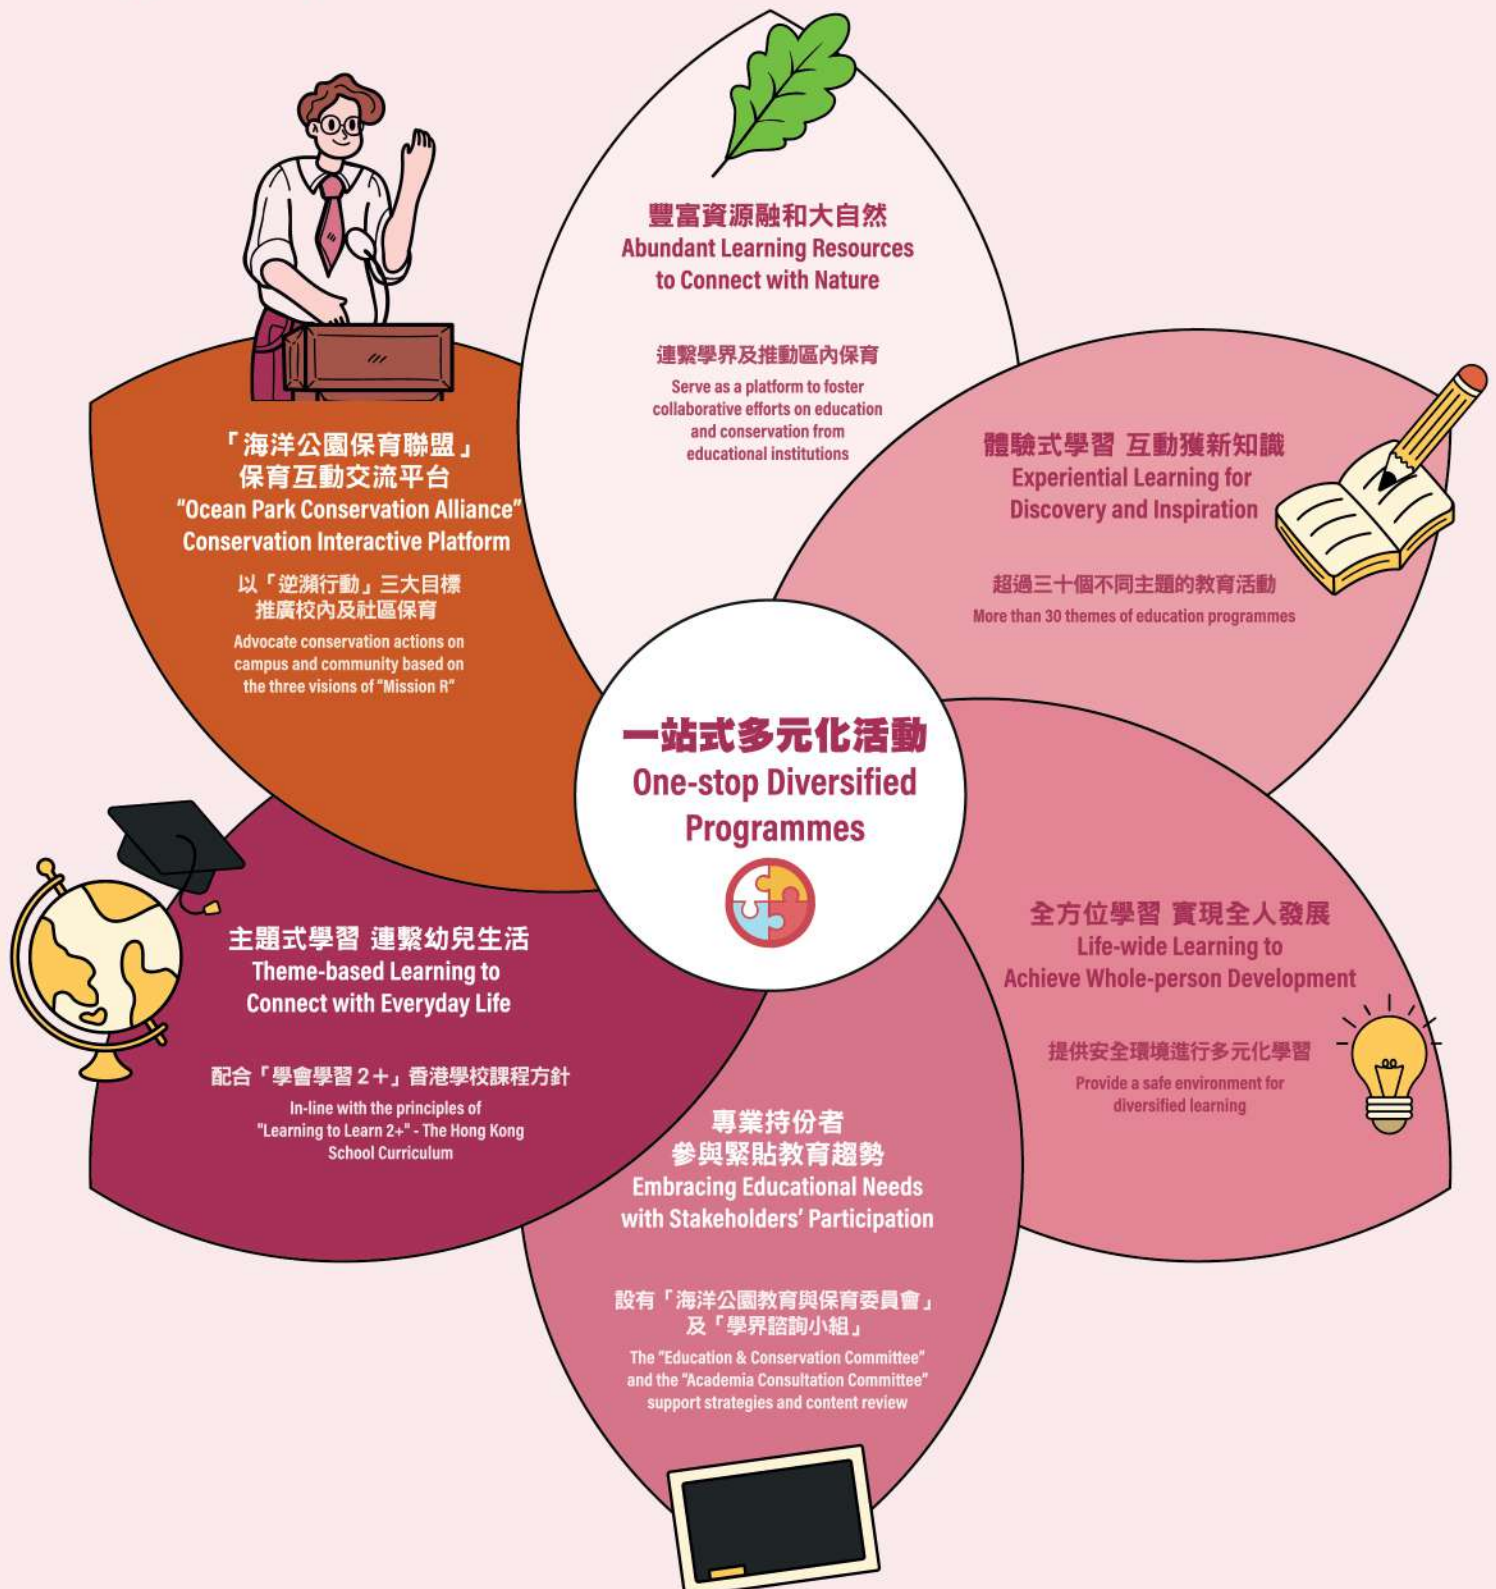 豐富資源融和大自然
Abundant Learning Resources
to Connect with Nature
連繫學界及推動區內保育
Serve as a platform to foster
collaborative efforts on education
and conservation from
educational institutions
體驗式學習 互動獲新知識
Experiential Learning for
Discovery and Inspiration
超過三十個不同主題的教育活動
More than 30 themes of education programmes
全方位學習 實現全人發展
Life-wide Learning to
Achieve Whole-person Development
提供安全環境進行多元化學習
Provide a safe environment for
diversified learning
專業持份者
參與緊貼教育趨勢
Embracing Educational Needs
with Stakeholders' Participation
設有「海洋公園教育與保育委員會」
及「學界諮詢小組」
The "Education & Conservation Committee"
and the "Academia Consultation Committee"
support strategies and content review
主題式學習 連繫幼兒生活
Theme-based Learning to
Connect with Everyday Life
配合「學會學習 2+」香港學校課程方針
In-line with the principles of
"Learning to Learn 2+" - The Hong Kong
School Curriculum
「海洋公園保育聯盟」
保育互動交流平台
"Ocean Park Conservation Alliance"
Conservation Interactive Platform
以「逆瀕行動」三大目標
推廣校內及社區保育
Advocate conservation actions on
campus and community based on
the three visions of "Mission R"
一站式多元化活動
One-stop Diversified
Programmes